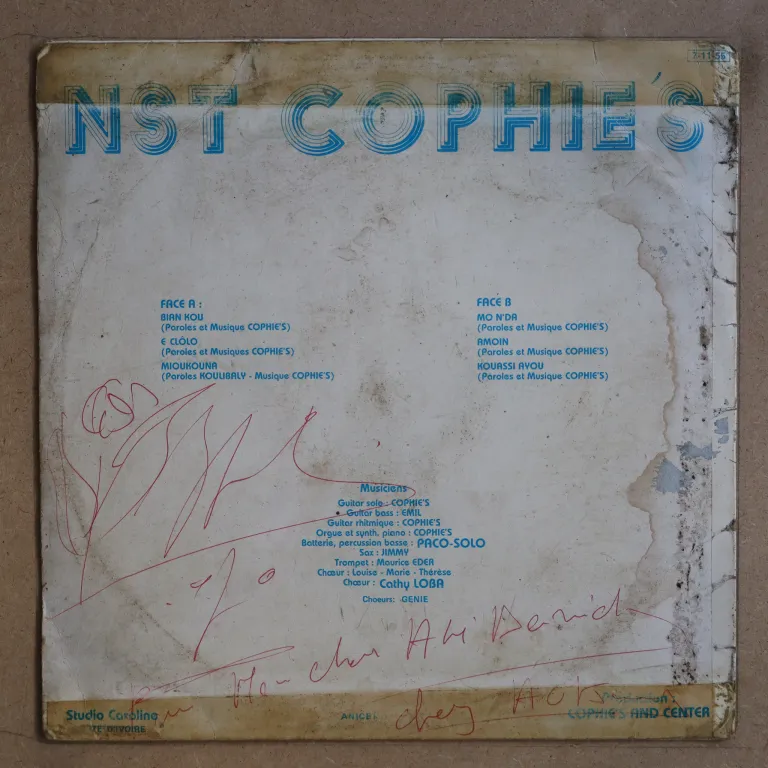 NST COPHIE'S
FACE A :
BIAN KOU
(Paroles et Musique COPHIE'S)
E CLÔLO
(Paroles et Musiques COPHIE'S)
MIOUKOUNA
(Paroles KOULIBALY - Musique COPHIE'S)
FACE B
MO N'DA
(Paroles et Musique COPHIE'S)
AMOIN
(Paroles et Musique COPHIE'S)
KOUASSI AYOU
(Paroles et Musique COPHIE'S)
Musiciens
Guitar solo : COPHIE'S
Guitar bass : EMIL
Guitar rhitmique : COPHIE'S
Orgue et synth, piano : COPHIE'S
Batterie, percussion basse : PACO-SOLO
Sax : JIMMY
Trompet : Maurice EDER
Chœur : Louise - Marie - Thérèse
Chœur : Cathy LOBA
Choeurs: GENIE
Studio Caroline
COPHIE'S AND CENTER